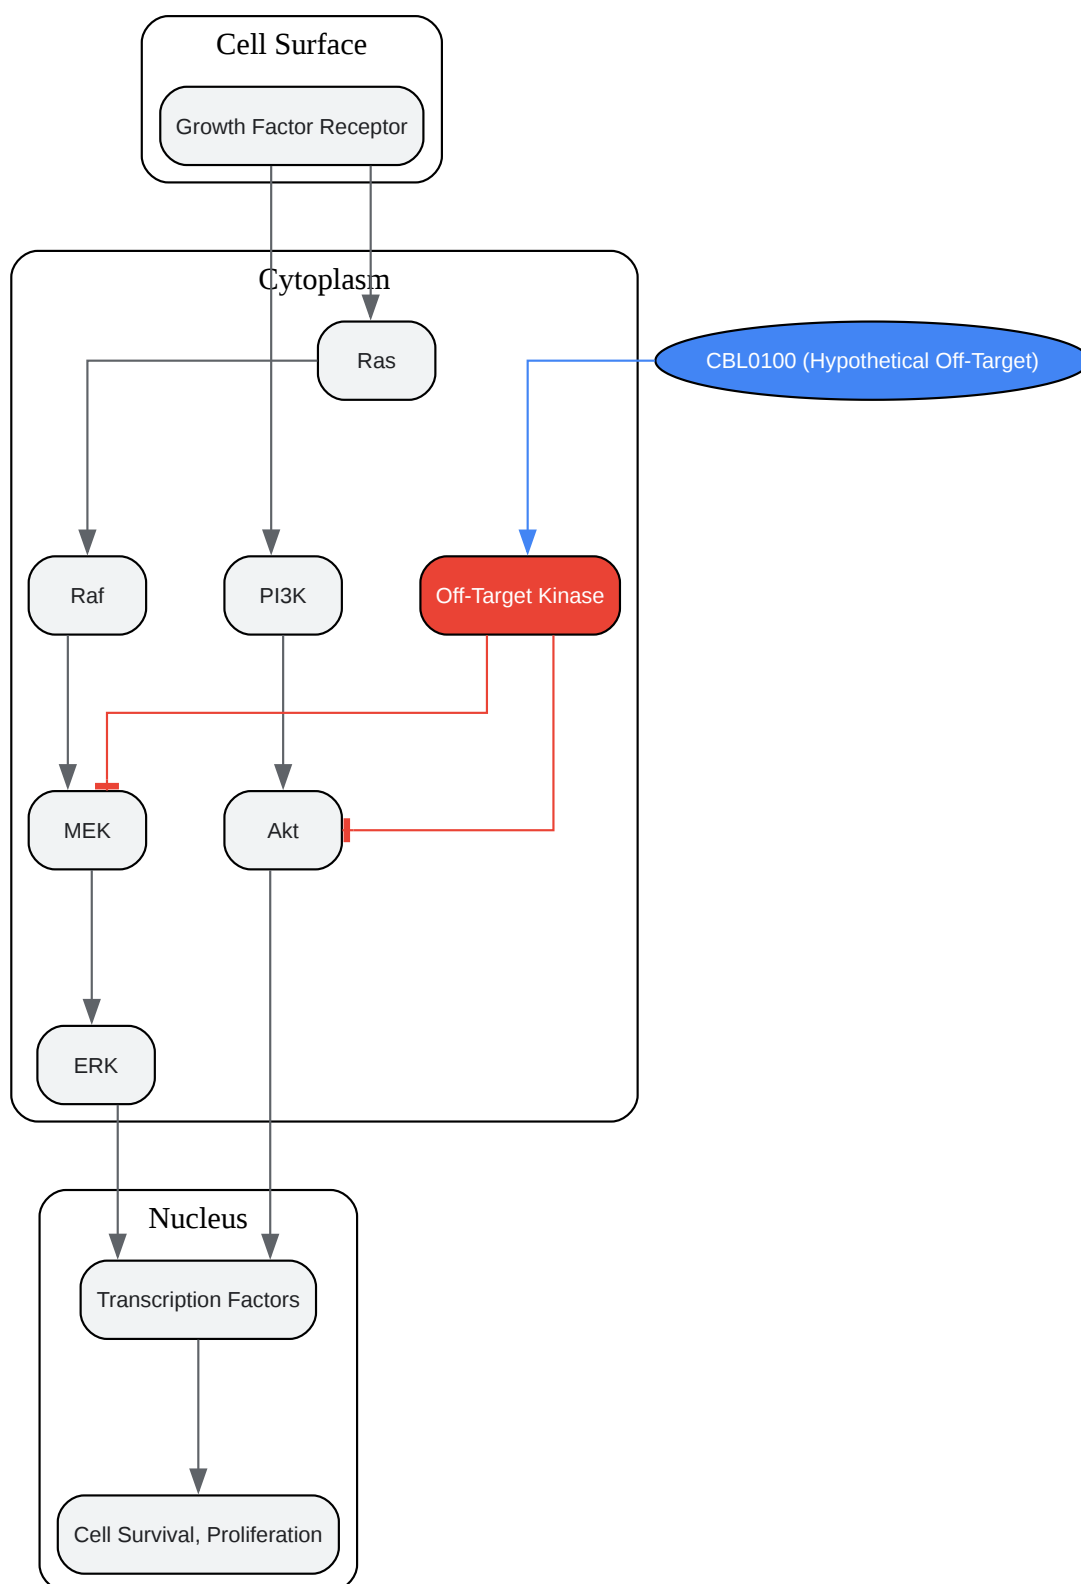 Cell Surface
Growth Factor Receptor
Cytoplasm
Ras
CBL0100 (Hypothetical Off-Target)
Raf
PI3K
Off-Target Kinase
MEK
Akt
ERK
Nucleus
Transcription Factors
Cell Survival, Proliferation